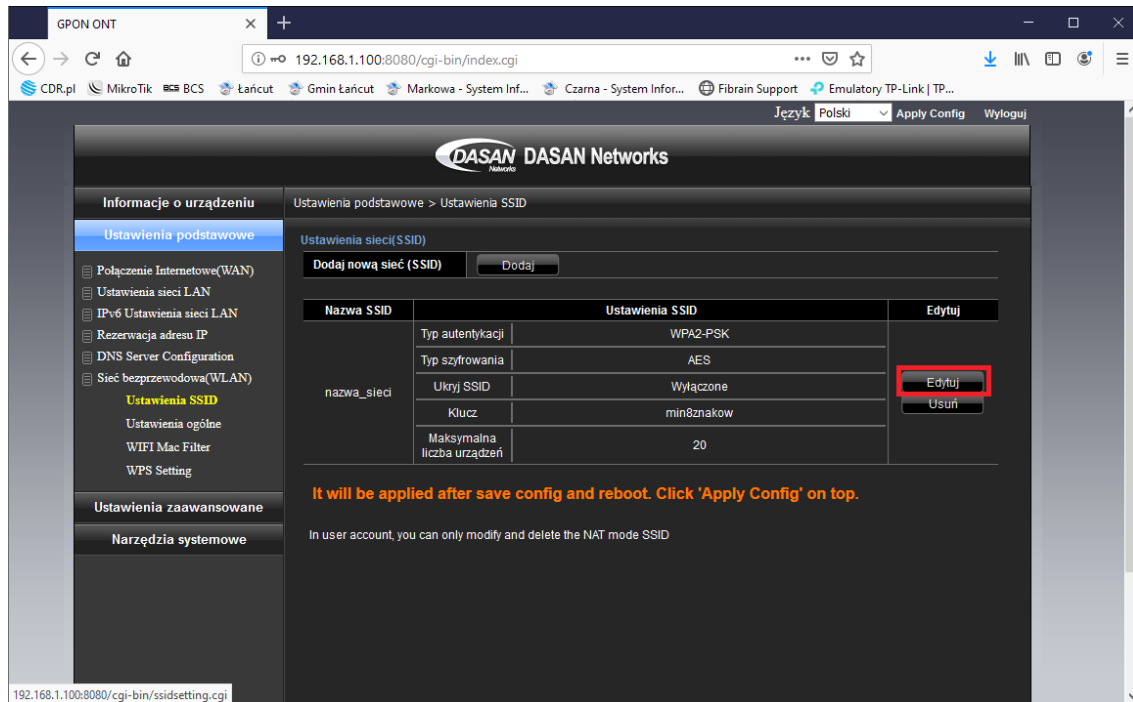 GPON ONT
192.168.1.100:8080/cgi-bin/index.cgi
CDR.pl MikroTik BCS BCS Łańcut Gmin Łańcut Markowa - System Inf... Czarna - System Infor... Fibrain Support Emulatory TP-Link | TP...
Język Polski Apply Config Wyloguj
DASAN Networks DASAN Networks
Informacje o urządzeniu
Ustawienia podstawowe > Ustawienia SSID
Ustawienia podstawowe
Połączenie Internetowe(WAN)
Ustawienia sieci LAN
IPv6 Ustawienia sieci LAN
Rezerwacja adresu IP
DNS Server Configuration
Sieć bezprzewodowa(WLAN)
Ustawienia SSID
Ustawienia ogólne
WIFI Mac Filter
WPS Setting
Ustawienia zaawansowane
Narzędzia systemowe
Ustawienia sieci(SSID)
Dodaj nową sieć (SSID) Dodaj
Nazwa SSID Ustawienia SSID Edytuj
nazwa_sieci
Typ autentykacji WPA2-PSK
Typ szyfrowania AES
Ukryj SSID Wyłączone
Klucz min8znakow
Maksymalna
liczba urządzeń 20
Edytuj
Usuń
It will be applied after save config and reboot. Click 'Apply Config' on top.
In user account, you can only modify and delete the NAT mode SSID
192.168.1.100:8080/cgi-bin/ssidsetting.cgi